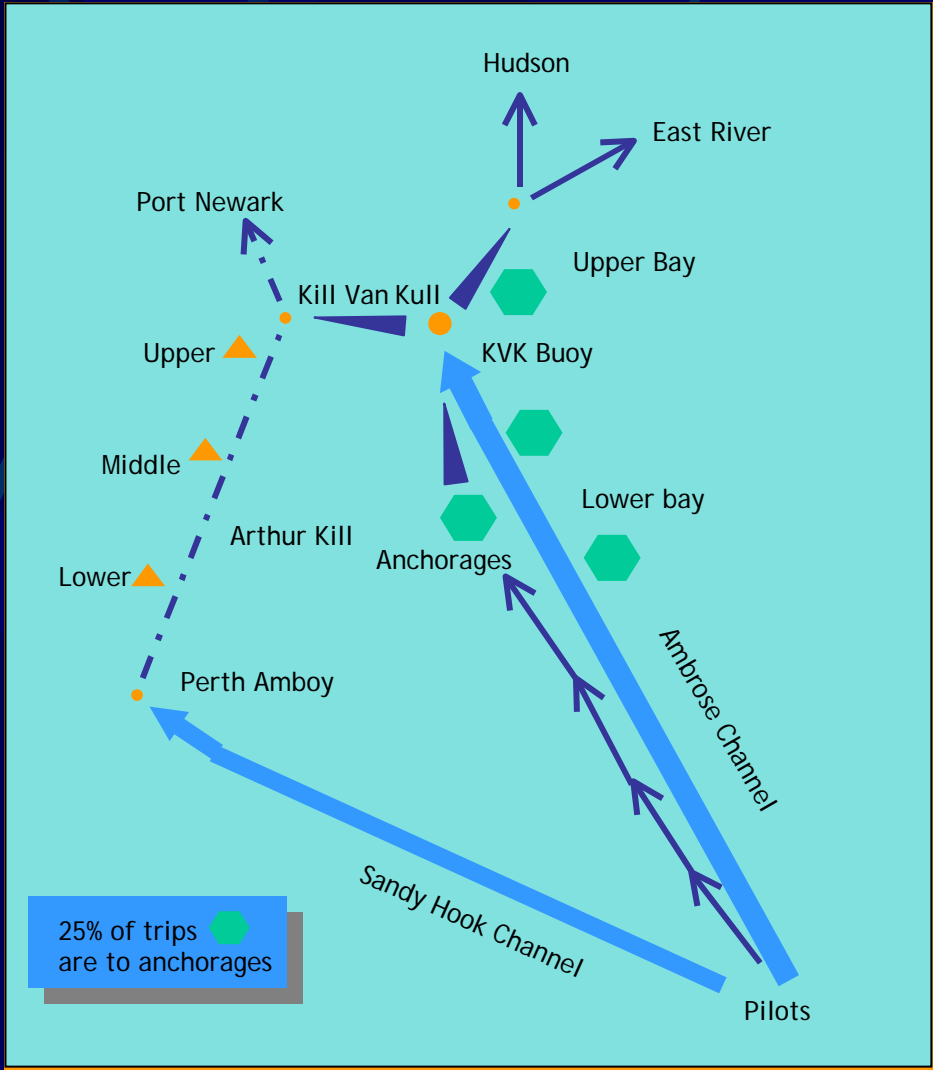 Hudson
East River
Port Newark
Upper Bay
Kill Van Kull
Upper
KVK Buoy
Middle
Lower bay
Arthur Kill
Anchorages
Lower
Perth Amboy
Ambrose Channel
Sandy Hook Channel
25% of trips
are to anchorages
Pilots